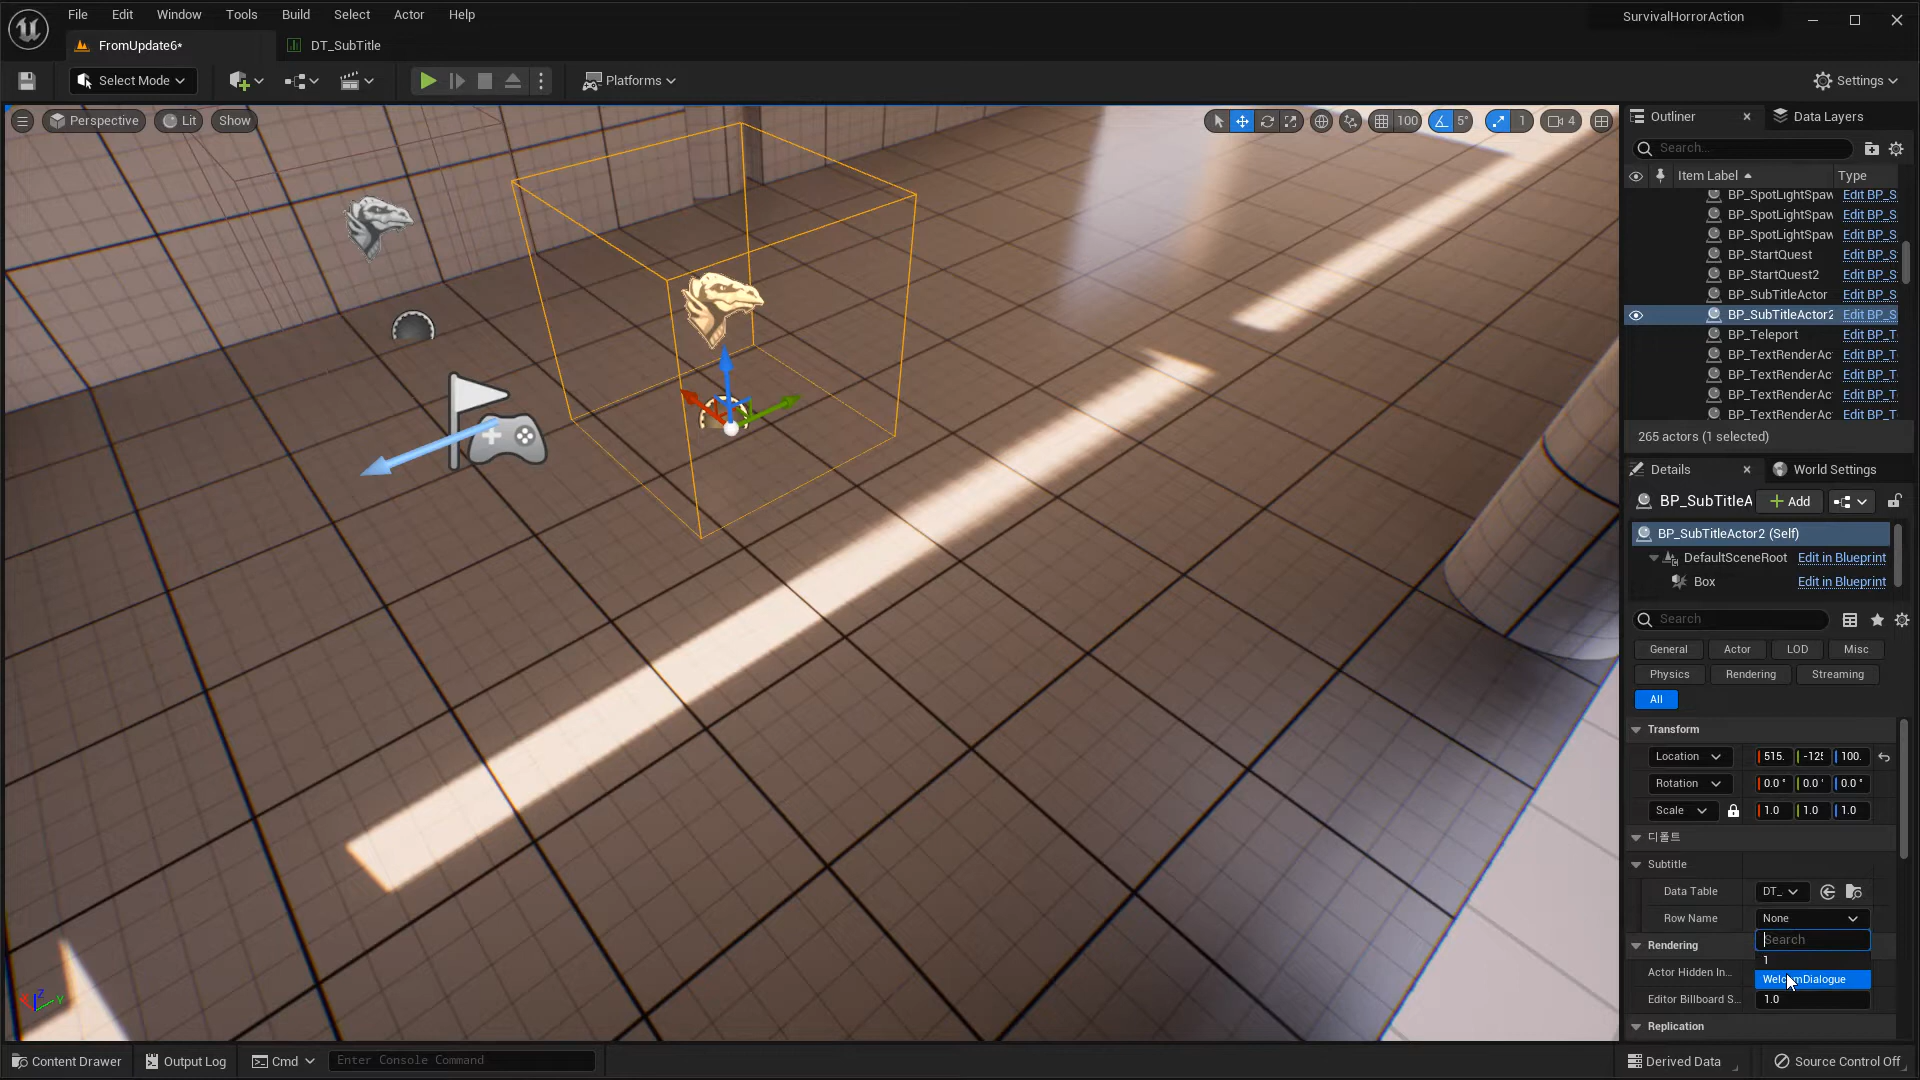 File Edit Window Tools Build Select Actor Help
SurvivalHorrorAction
FromUpdate6*
DT_SubTitle
Select Mode
Platforms
Settings
Perspective
Lit
Show
100
5°
1
4
Outliner
Data Layers
Search...
Item Label
Type
BP_SpotLightSpaw Edit BP_S
BP_SpotLightSpaw Edit BP_S
BP_SpotLightSpaw Edit BP_S
BP_StartQuest Edit BP_S
BP_StartQuest2 Edit BP_S
BP_SubTitleActor Edit BP_S
BP_SubTitleActor2 Edit BP_S
BP_Teleport Edit BP_T
BP_TextRenderAc Edit BP_T
BP_TextRenderAc Edit BP_T
BP_TextRenderAc Edit BP_T
BP_TextRenderAc Edit BP_T
265 actors (1 selected)
Details
World Settings
BP_SubTitleA
Add
BP_SubTitleActor2 (Self)
DefaultSceneRoot Edit in Blueprint
Box Edit in Blueprint
Search
General Actor LOD Misc
Physics Rendering Streaming
All
Transform
Location 515. -125 100.
Rotation 0.0° 0.0° 0.0°
Scale 1.0 1.0 1.0
디폴트
Subtitle
Data Table DT_
Row Name None
Search
Rendering
1
Actor Hidden In...
Editor Billboard S... 1.0
Replication
X Z Y
Content Drawer
Output Log
Cmd
Enter Console Command
Derived Data
Source Control Off